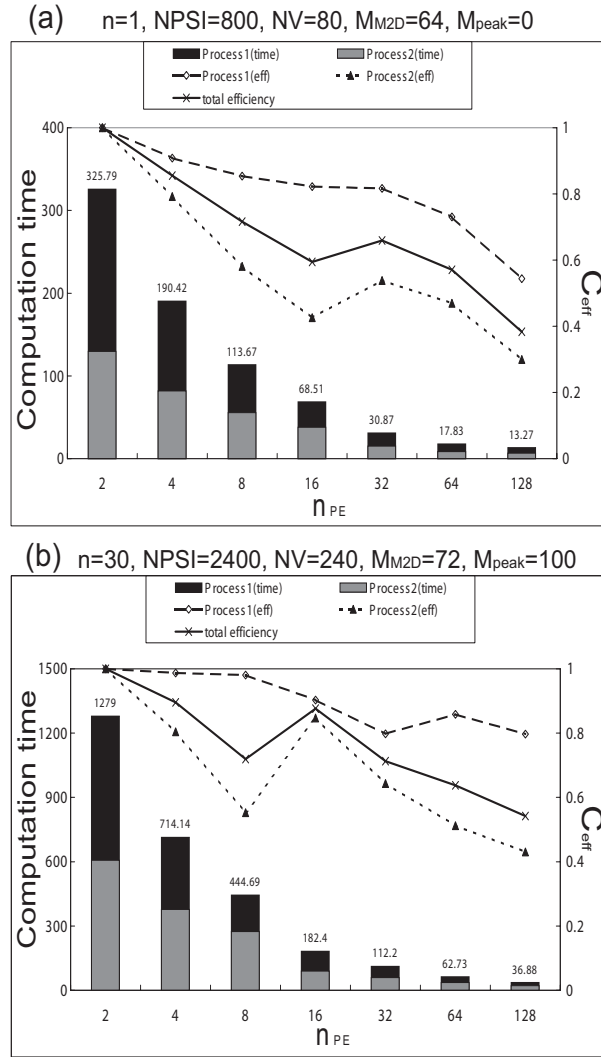 (a) n=1, NPSI=800, NV=80, MM2D=64, Mpeak=0
Process1(time) Process2(time)
Process1(eff) Process2(eff)
total efficiency
400 1
325.79
300 0.8
190.42
0.6
200
113.67
0.4
100 68.51
30.87 17.83 13.27
0.2
0 0
2 4 8 16 32 64 128
nPE
Computation time
Ceff
(b) n=30, NPSI=2400, NV=240, MM2D=72, Mpeak=100
Process1(time) Process2(time)
Process1(eff) Process2(eff)
total efficiency
1500 1
1279
1200 0.8
900
714.14
0.6
600
444.69
0.4
300
182.4 112.2 62.73 36.88
0.2
0 0
2 4 8 16 32 64 128
nPE
Computation time
Ceff